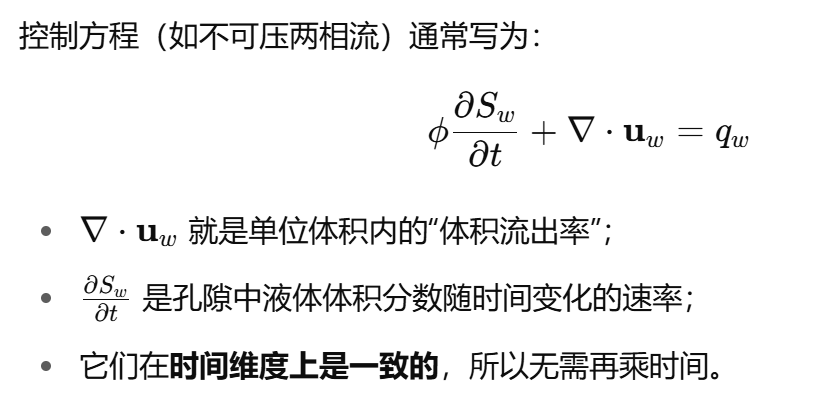 控制方程（如不可压两相流）通常写为：
$$\phi \frac{\partial S_w}{\partial t} + \nabla \cdot \mathbf{u}_w = q_w$$
• $\nabla \cdot \mathbf{u}_w$ 就是单位体积内的“体积流出率”；
• $\frac{\partial S_w}{\partial t}$ 是孔隙中液体体积分数随时间变化的速率；
• 它们在时间维度上是一致的，所以无需再乘时间。